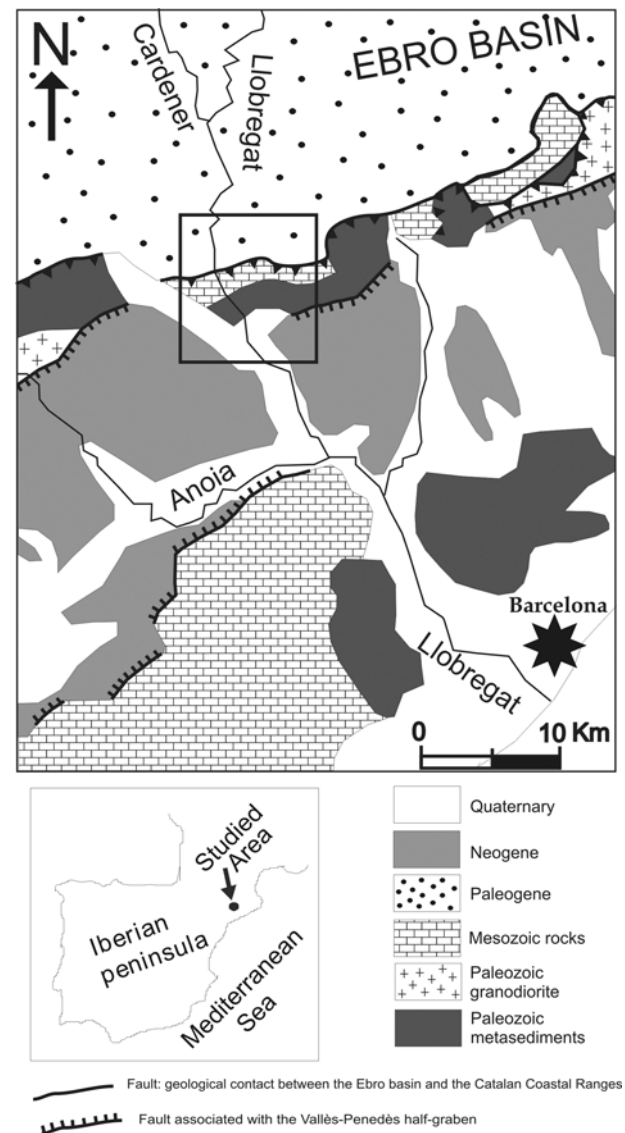 N
EBRO BASIN
Cardener
Llobregat
Anoia
Barcelona
Llobregat
0 10 Km
Studied
Area
Iberian
peninsula
Mediterranean
Sea
Quaternary
Neogene
Paleogene
Mesozoic rocks
Paleozoic
granodiorite
Paleozoic
metasediments
Fault: geological contact between the Ebro basin and the Catalan Coastal Ranges
Fault associated with the Vallès-Penedès half-graben